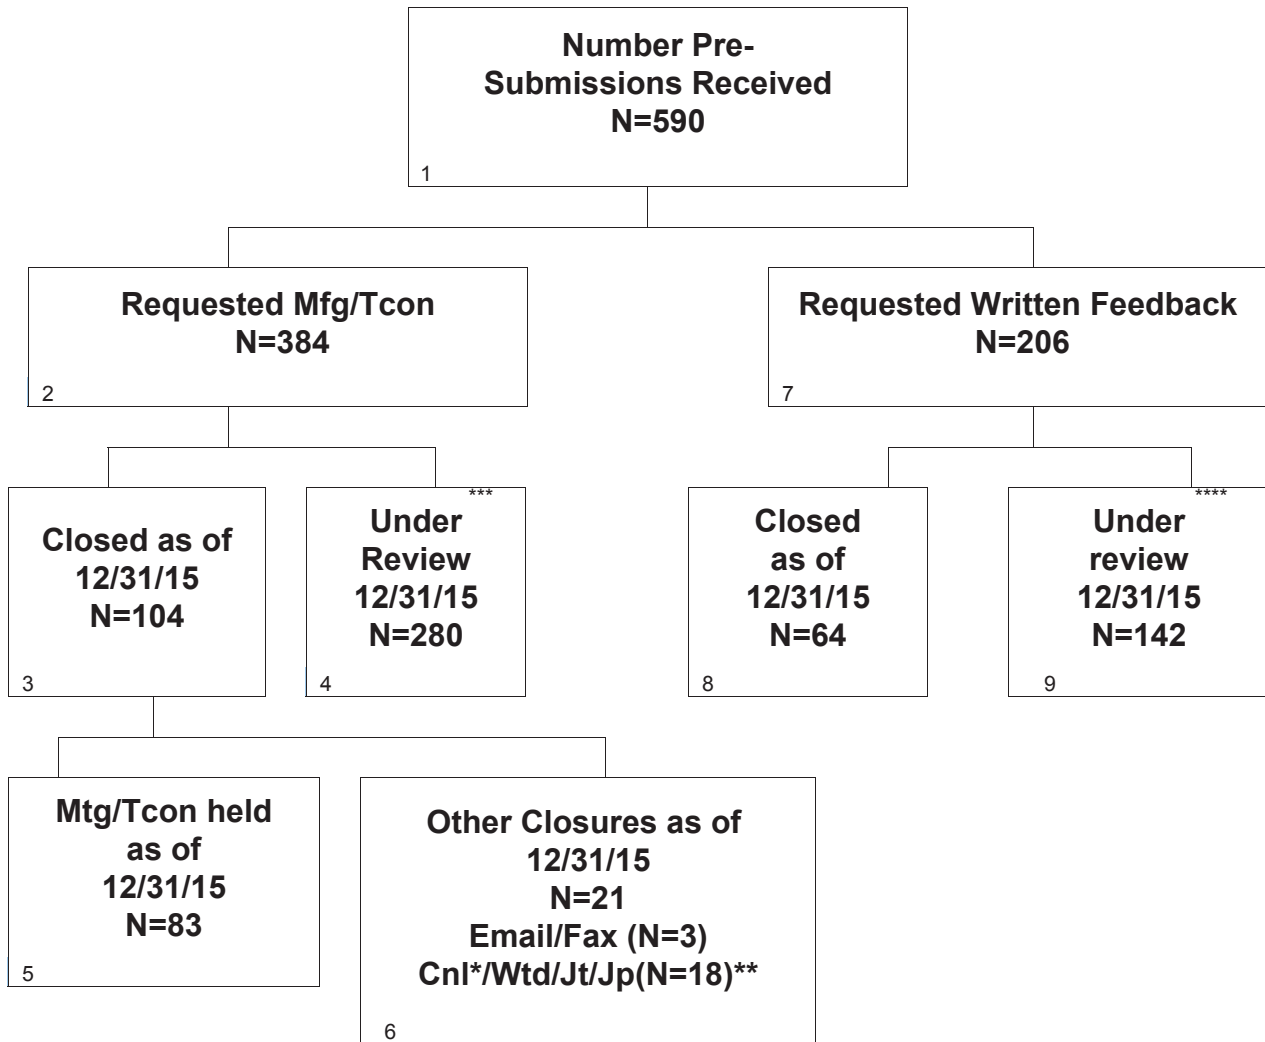 Number Pre-
Submissions Received
N=590
1
Requested Mfg/Tcon
N=384
2
Requested Written Feedback
N=206
7
Closed as of
12/31/15
N=104
3
***
Under
Review
12/31/15
N=280
4
Closed
as of
12/31/15
N=64
8
****
Under
review
12/31/15
N=142
9
Mtg/Tcon held
as of
12/31/15
N=83
5
Other Closures as of
12/31/15
N=21
Email/Fax (N=3)
Cnl*/Wtd/Jt/Jp(N=18)**
6